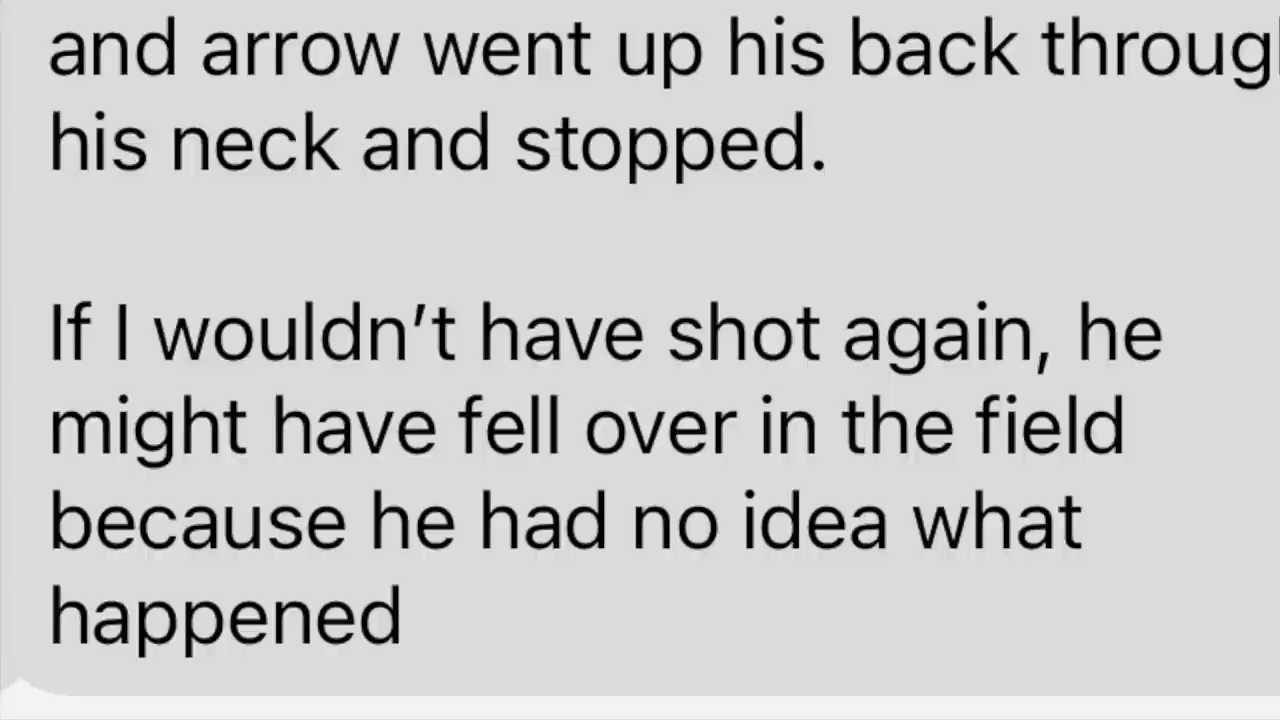 and arrow went up his back throug
his neck and stopped.
If I wouldn’t have shot again, he
might have fell over in the field
because he had no idea what
happened